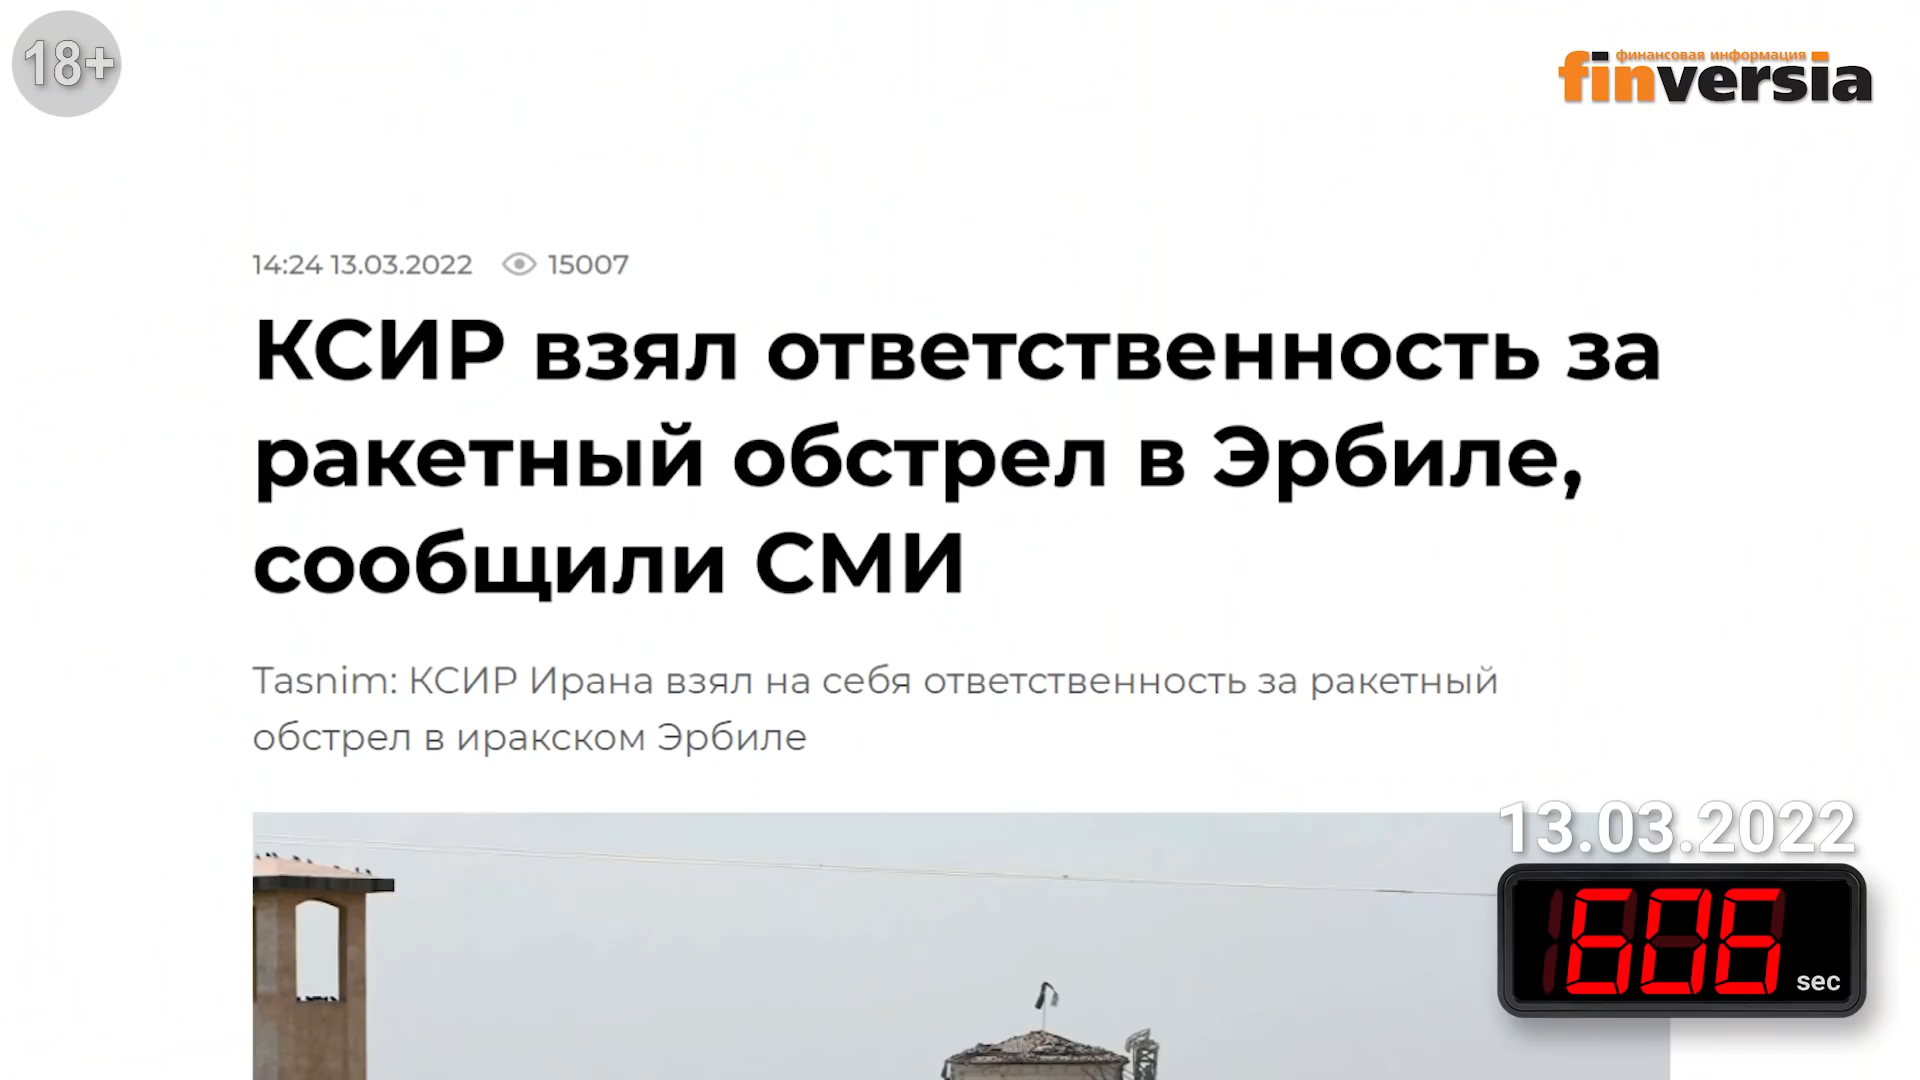 18+
финансовая информация
finversia
14:24 13.03.2022 15007
КСИР взял ответственность за
ракетный обстрел в Эрбиле,
сообщили СМИ
Tasnim: КСИР Ирана взял на себя ответственность за ракетный
обстрел в иракском Эрбиле
13.03.2022
606 sec